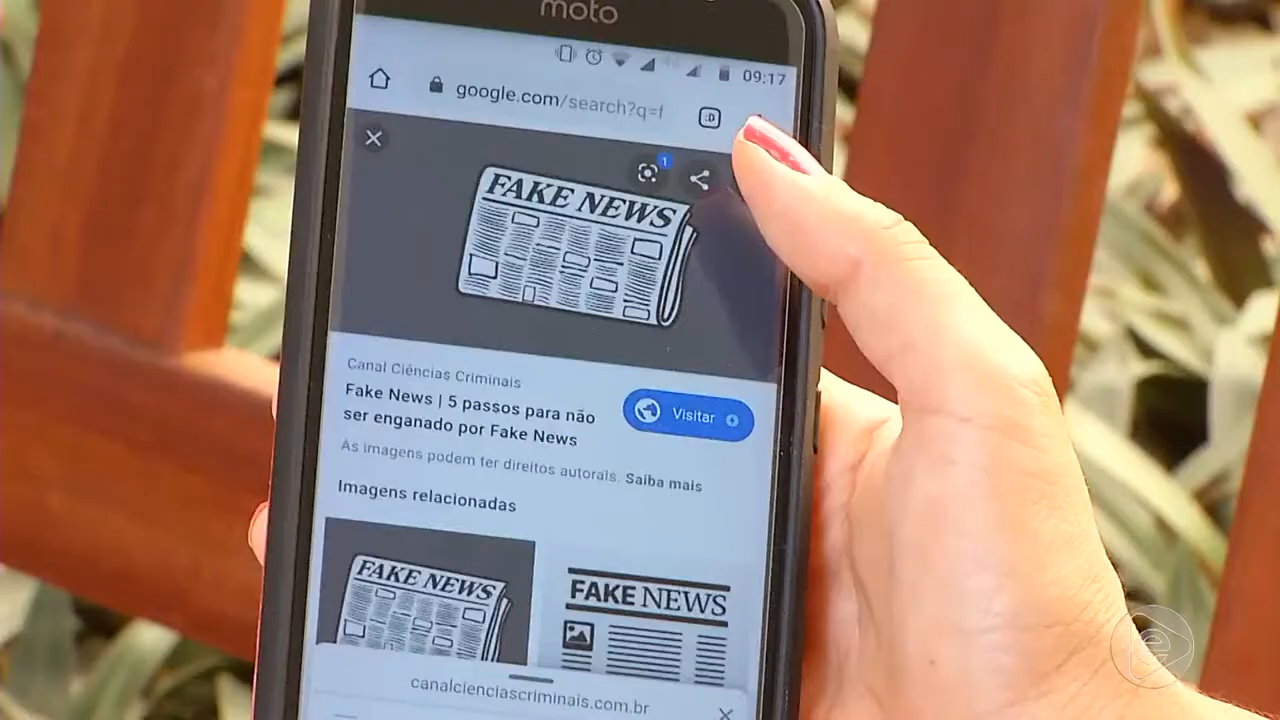 moto
09:17
google.com/search?q=f
:D
1
FAKE NEWS
Canal Ciências Criminais
Fake News | 5 passos para não
ser enganado por Fake News
Visitar
As imagens podem ter direitos autorais. Saiba mais
Imagens relacionadas
FAKE NEWS
FAKE NEWS
canalcienciascriminais.com.br
e